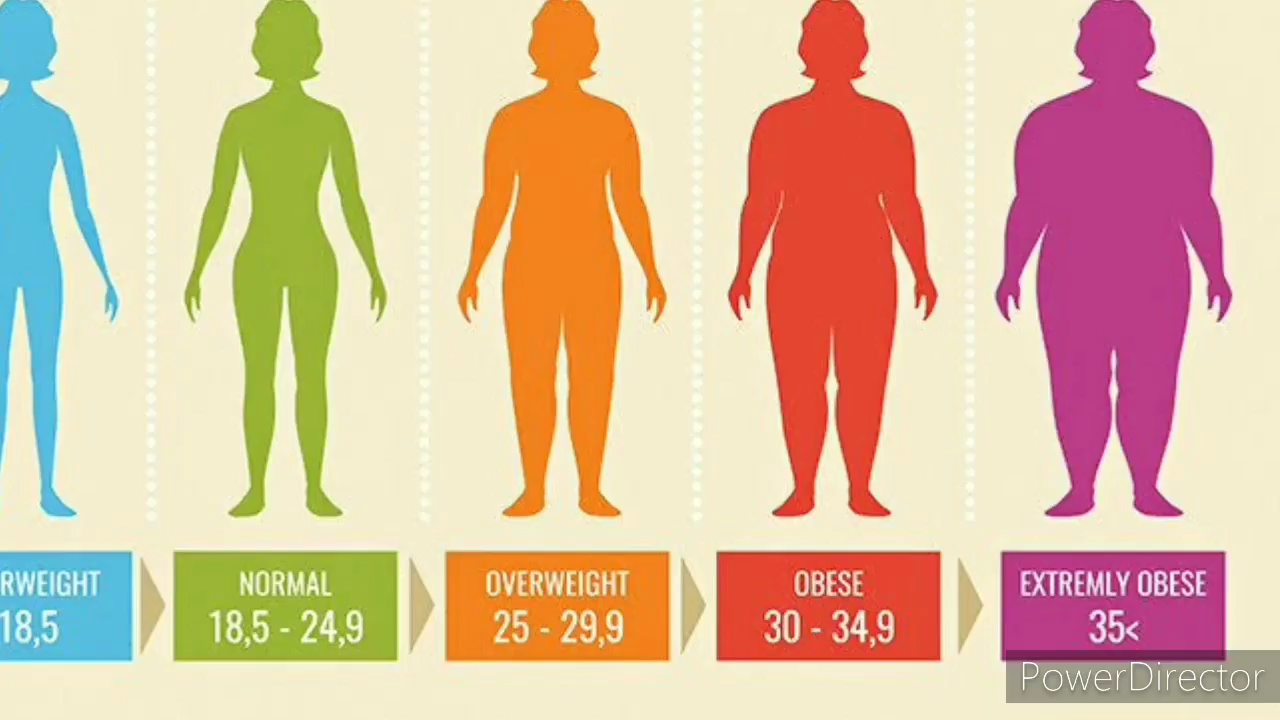 RWEIGHT
18,5
NORMAL
18,5 - 24,9
OVERWEIGHT
25 - 29,9
OBESE
30 - 34,9
EXTREMLY OBESE
35<
PowerDirector